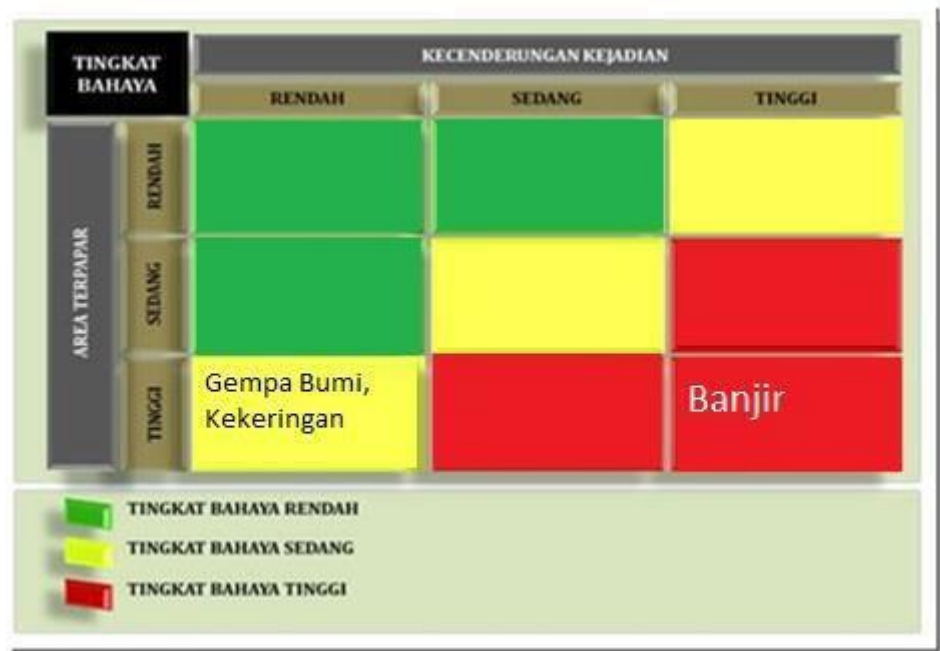 TINGKAT
BAHAYA
KECENDERUNGAN KEJADIAN
RENDAH
SEDANG
TINGGI
AREA TERPAPAR
RENDAH
SEDANG
TINGGI
Gempa Bumi,
Kekeringan
Banjir
TINGKAT BAHAYA RENDAH
TINGKAT BAHAYA SEDANG
TINGKAT BAHAYA TINGGI